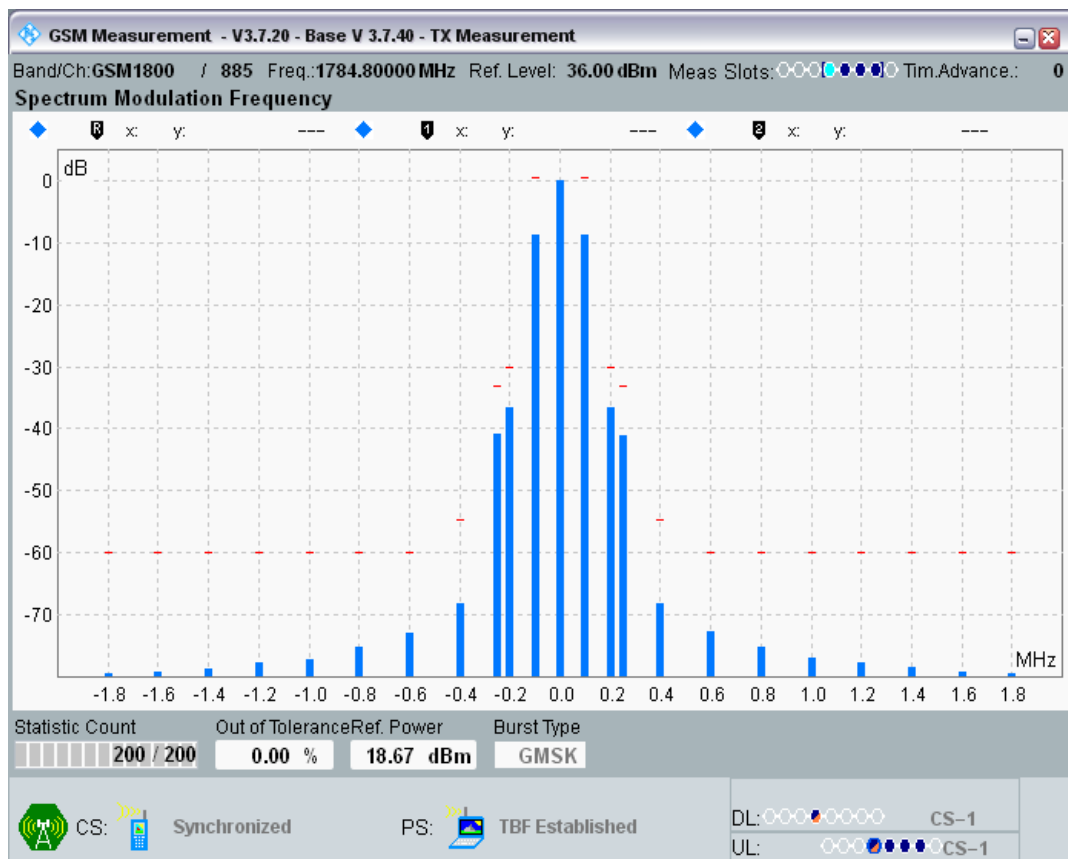 GSM Measurement - V3.7.20 - Base V 3.7.40 - TX Measurement
Band/Ch:GSM1800 / 885 Freq.:1784.80000 MHz Ref. Level: 36.00 dBm Meas Slots: Tim.Advance.: 0
Spectrum Modulation Frequency
R x: y: --- 1 x: y: --- 2 x: y: ---
dB
0
-10
-20
-30
-40
-50
-60
-70
MHz
-1.8 -1.6 -1.4 -1.2 -1.0 -0.8 -0.6 -0.4 -0.2 0.0 0.2 0.4 0.6 0.8 1.0 1.2 1.4 1.6 1.8
Statistic Count Out of Tolerance Ref. Power Burst Type
200 / 200 0.00 % 18.67 dBm GMSK
CS: Synchronized PS: TBF Established
DL: CS-1
UL: CS-1